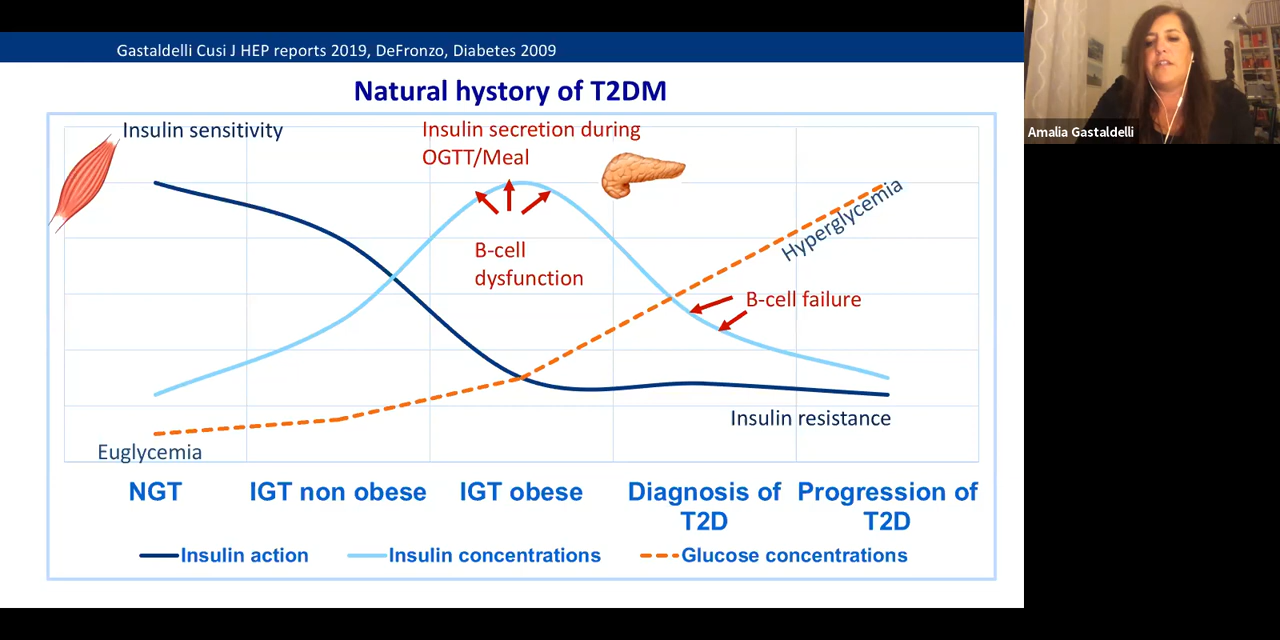 Gastaldelli Cusi J HEP reports 2019, DeFronzo, Diabetes 2009
Natural hystory of T2DM
Insulin sensitivity
Insulin secretion during
OGTT/Meal
B-cell
dysfunction
Hyperglycemia
B-cell failure
Insulin resistance
Euglycemia
NGT
IGT non obese
IGT obese
Diagnosis of
T2D
Progression of
T2D
Insulin action
Insulin concentrations
Glucose concentrations
Amalia Gastaldelli